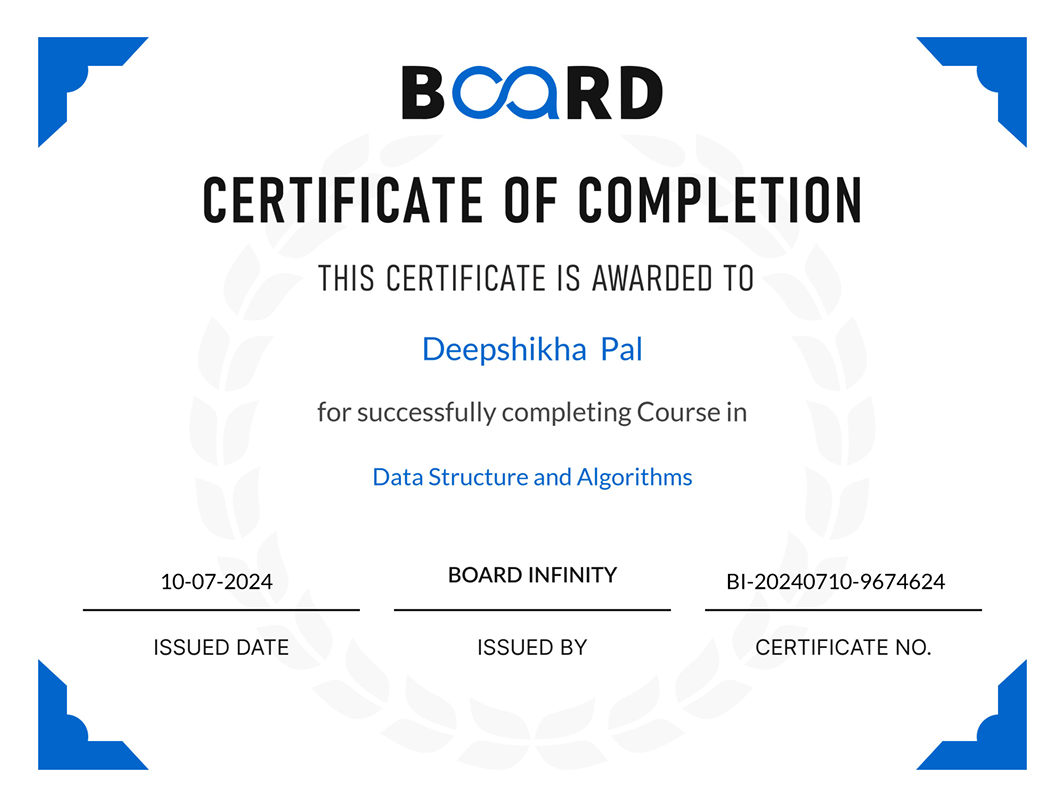 BOARD
CERTIFICATE OF COMPLETION
THIS CERTIFICATE IS AWARDED TO
Deepshikha Pal
for successfully completing Course in
Data Structure and Algorithms
10-07-2024
ISSUED DATE
BOARD INFINITY
ISSUED BY
BI-20240710-9674624
CERTIFICATE NO.